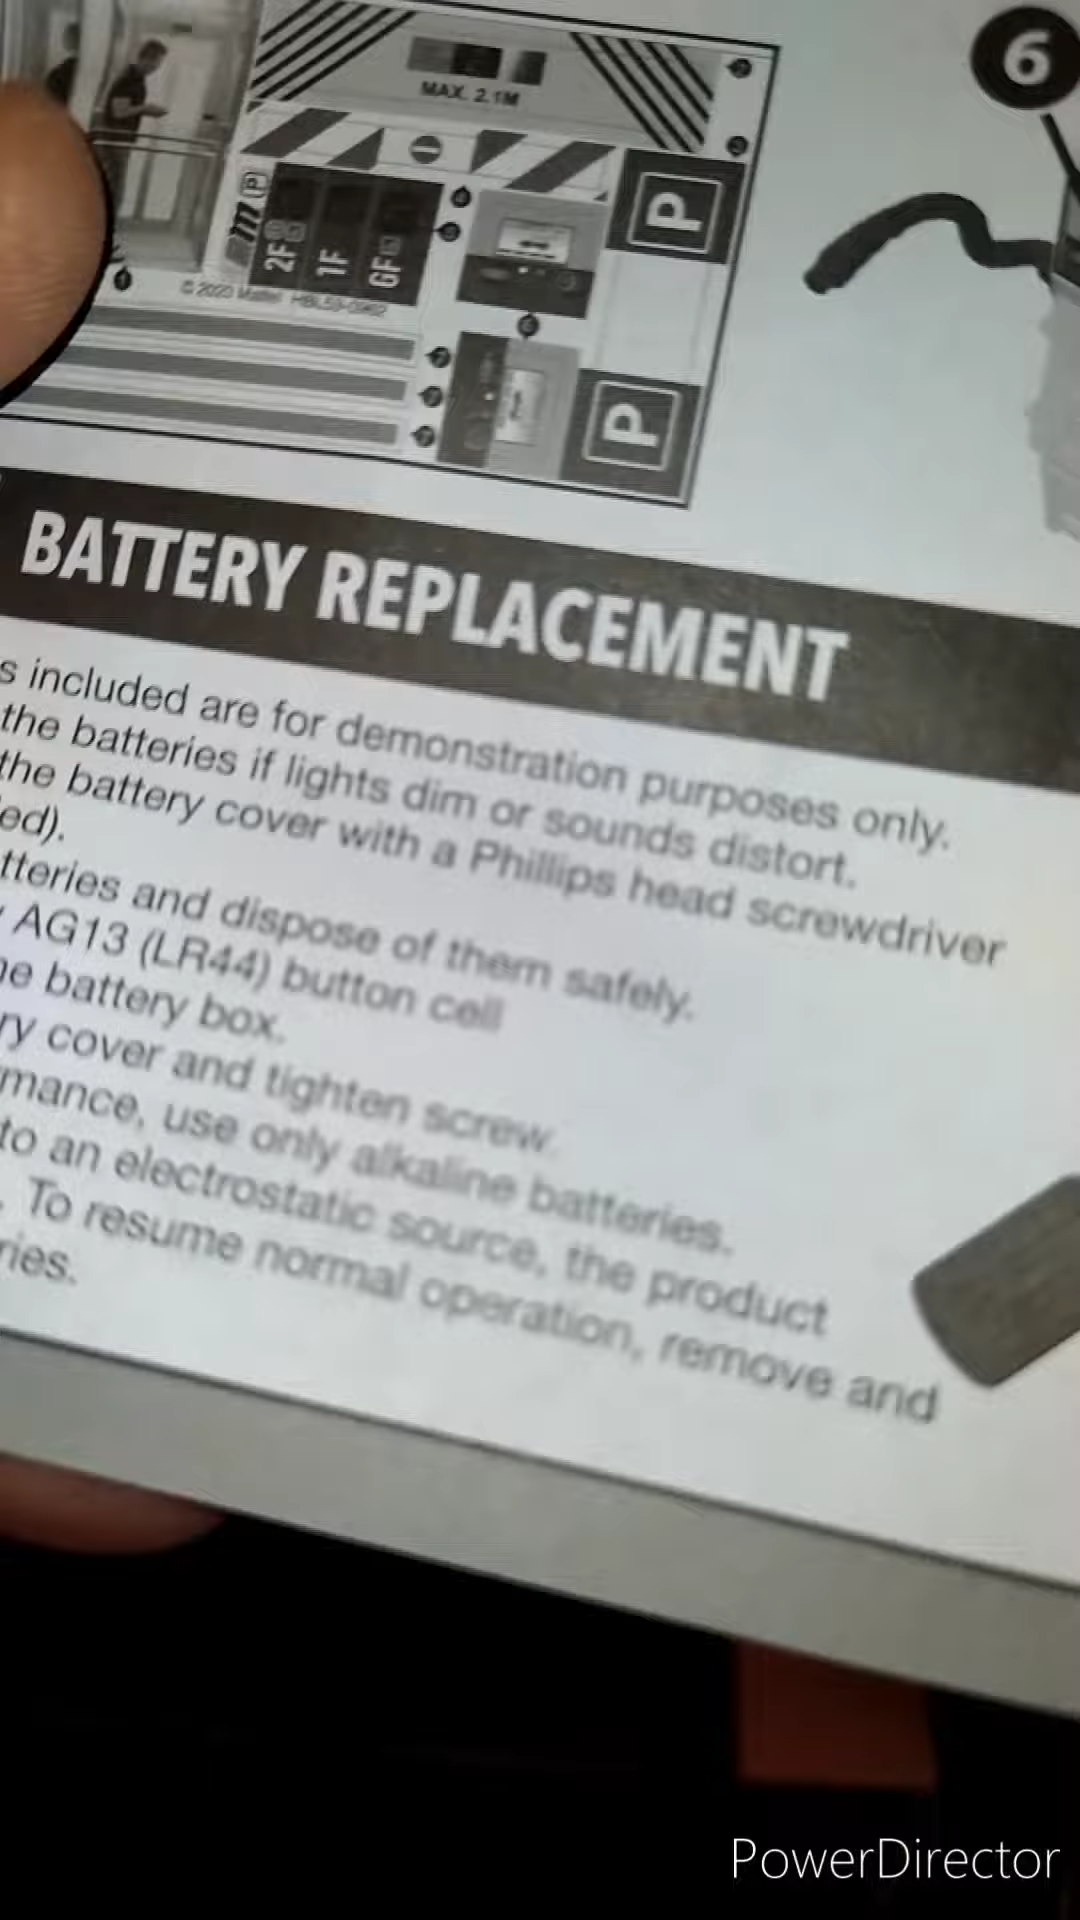 6
MAX. 2.1M
P
m P
2F
1F
GF
© 2020 Mattel
P
BATTERY REPLACEMENT
s included are for demonstration purposes only.
the batteries if lights dim or sounds distort.
the battery cover with a Phillips head screwdriver
ed).
tteries and dispose of them safely.
AG13 (LR44) button cell
he battery box.
ry cover and tighten screw.
rmance, use only alkaline batteries.
to an electrostatic source, the product
. To resume normal operation, remove and
ries.
PowerDirector